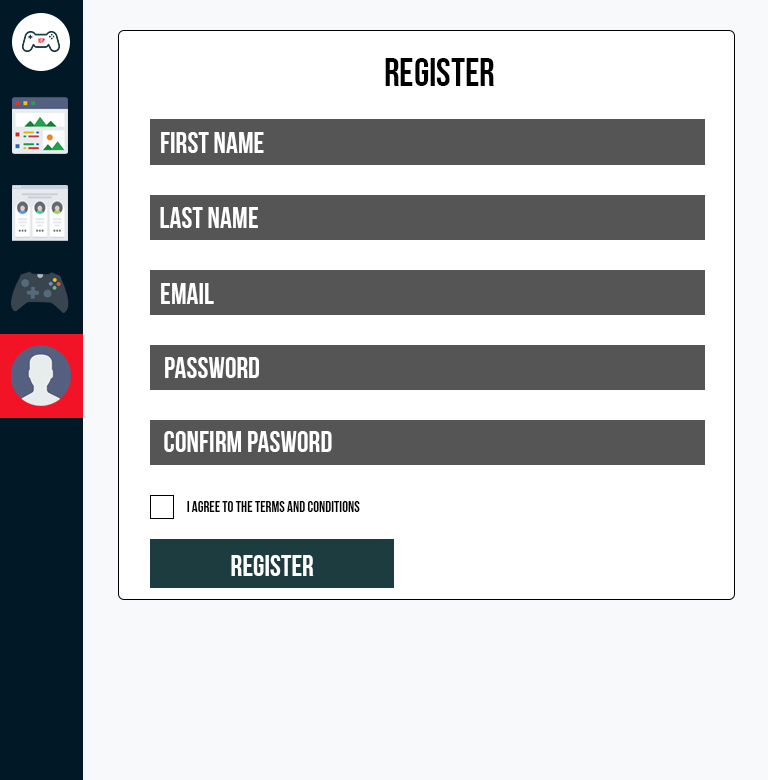 REGISTER
FIRST NAME
LAST NAME
EMAIL
PASSWORD
CONFIRM PASWORD
I AGREE TO THE TERMS AND CONDITIONS
REGISTER